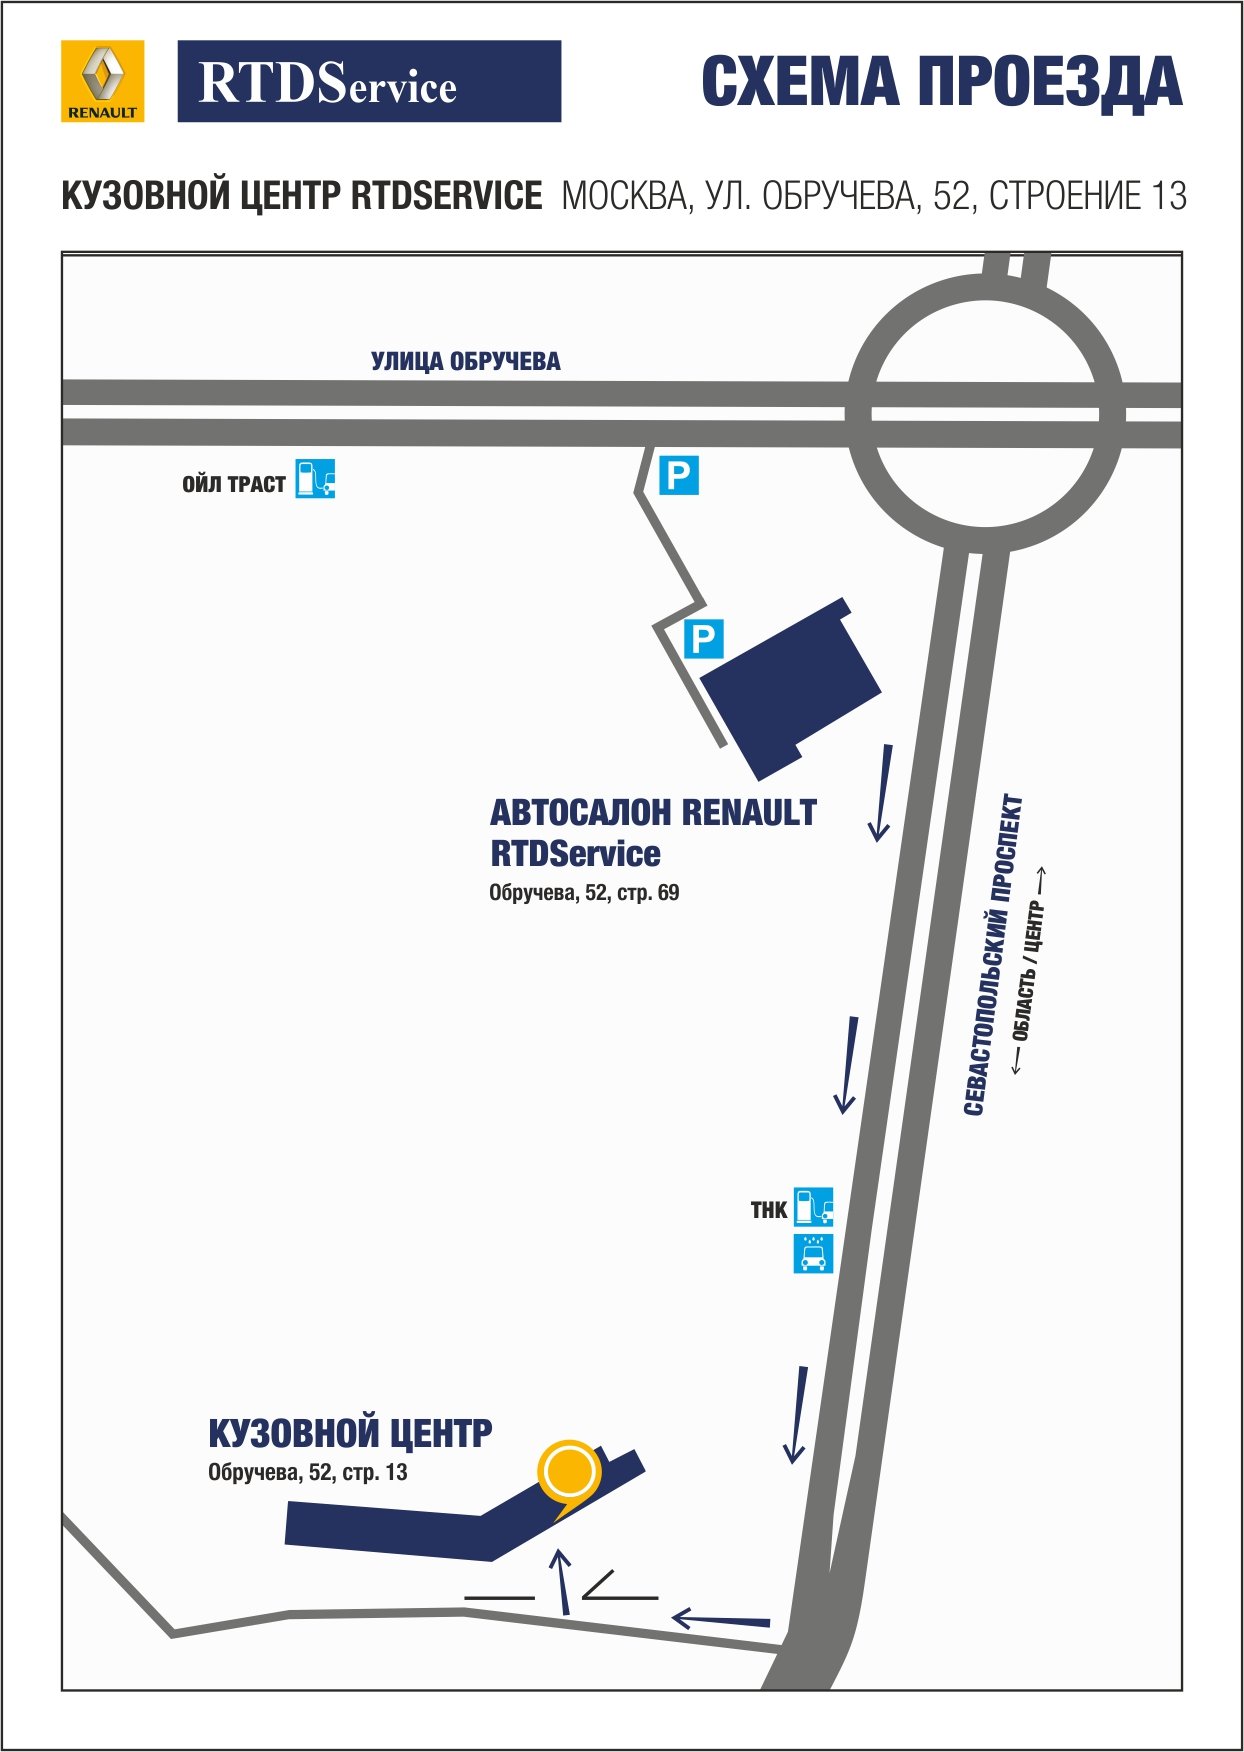 RENAULT
RTDService
СХЕМА ПРОЕЗДА
КУЗОВНОЙ ЦЕНТР RTDSERVICE МОСКВА, УЛ. ОБРУЧЕВА, 52, СТРОЕНИЕ 13
УЛИЦА ОБРУЧЕВА
ОЙЛ ТРАСТ
P
P
АВТОСАЛОН RENAULT
RTDService
Обручева, 52, стр. 69
СЕВАСТОПОЛЬСКИЙ ПРОСПЕКТ
← ОБЛАСТЬ / ЦЕНТР →
ТНК
КУЗОВНОЙ ЦЕНТР
Обручева, 52, стр. 13